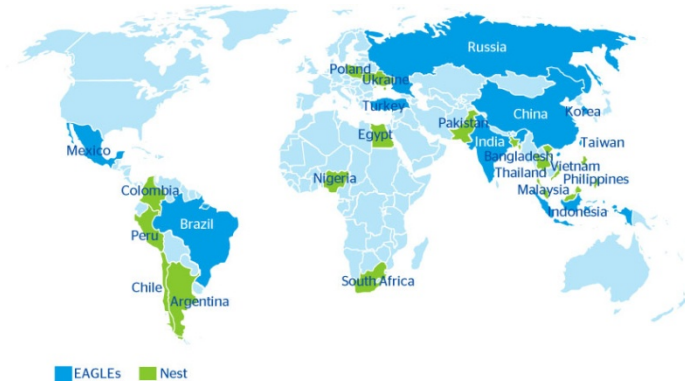 Russia
Poland
Ukraine
Turkey
China
Korea
Pakistan
Egypt
India
Taiwan
Mexico
Bangladesh
Vietnam
Thailand
Nigeria
Philippines
Colombia
Malaysia
Indonesia
Brazil
Peru
South Africa
Chile
Argentina
EAGLEs
Nest